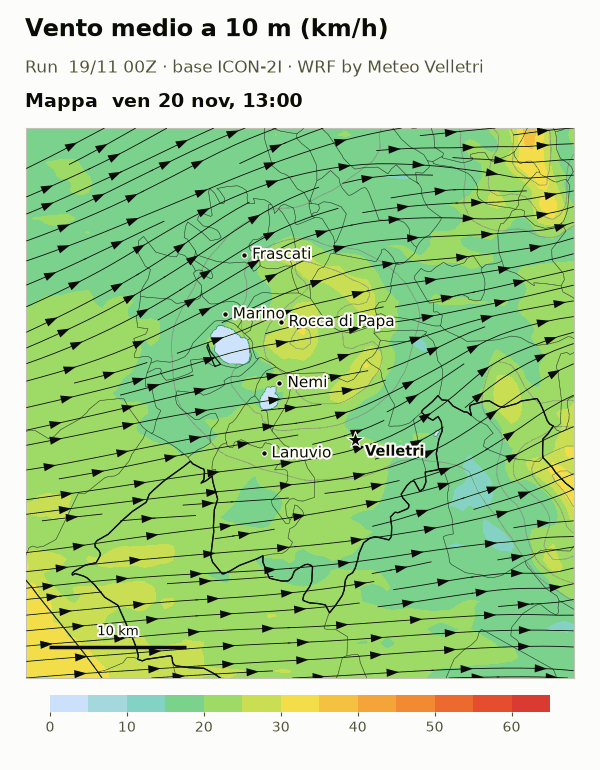 Vento medio a 10 m (km/h)
Run  19/11 00Z · base ICON-2I · WRF by Meteo Velletri
Mappa  ven 20 nov, 13:00
Frascati
Marino
Rocca di Papa
Nemi
Velletri
Lanuvio
10 km
0 10 20 30 40 50 60